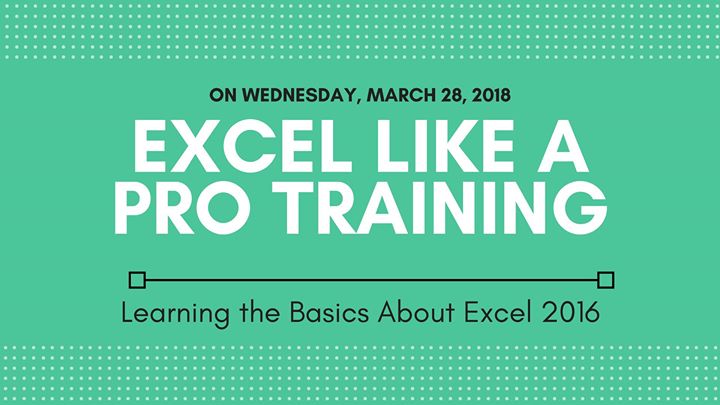 ON WEDNESDAY, MARCH 28, 2018
EXCEL LIKE A
PRO TRAINING
Learning the Basics About Excel 2016